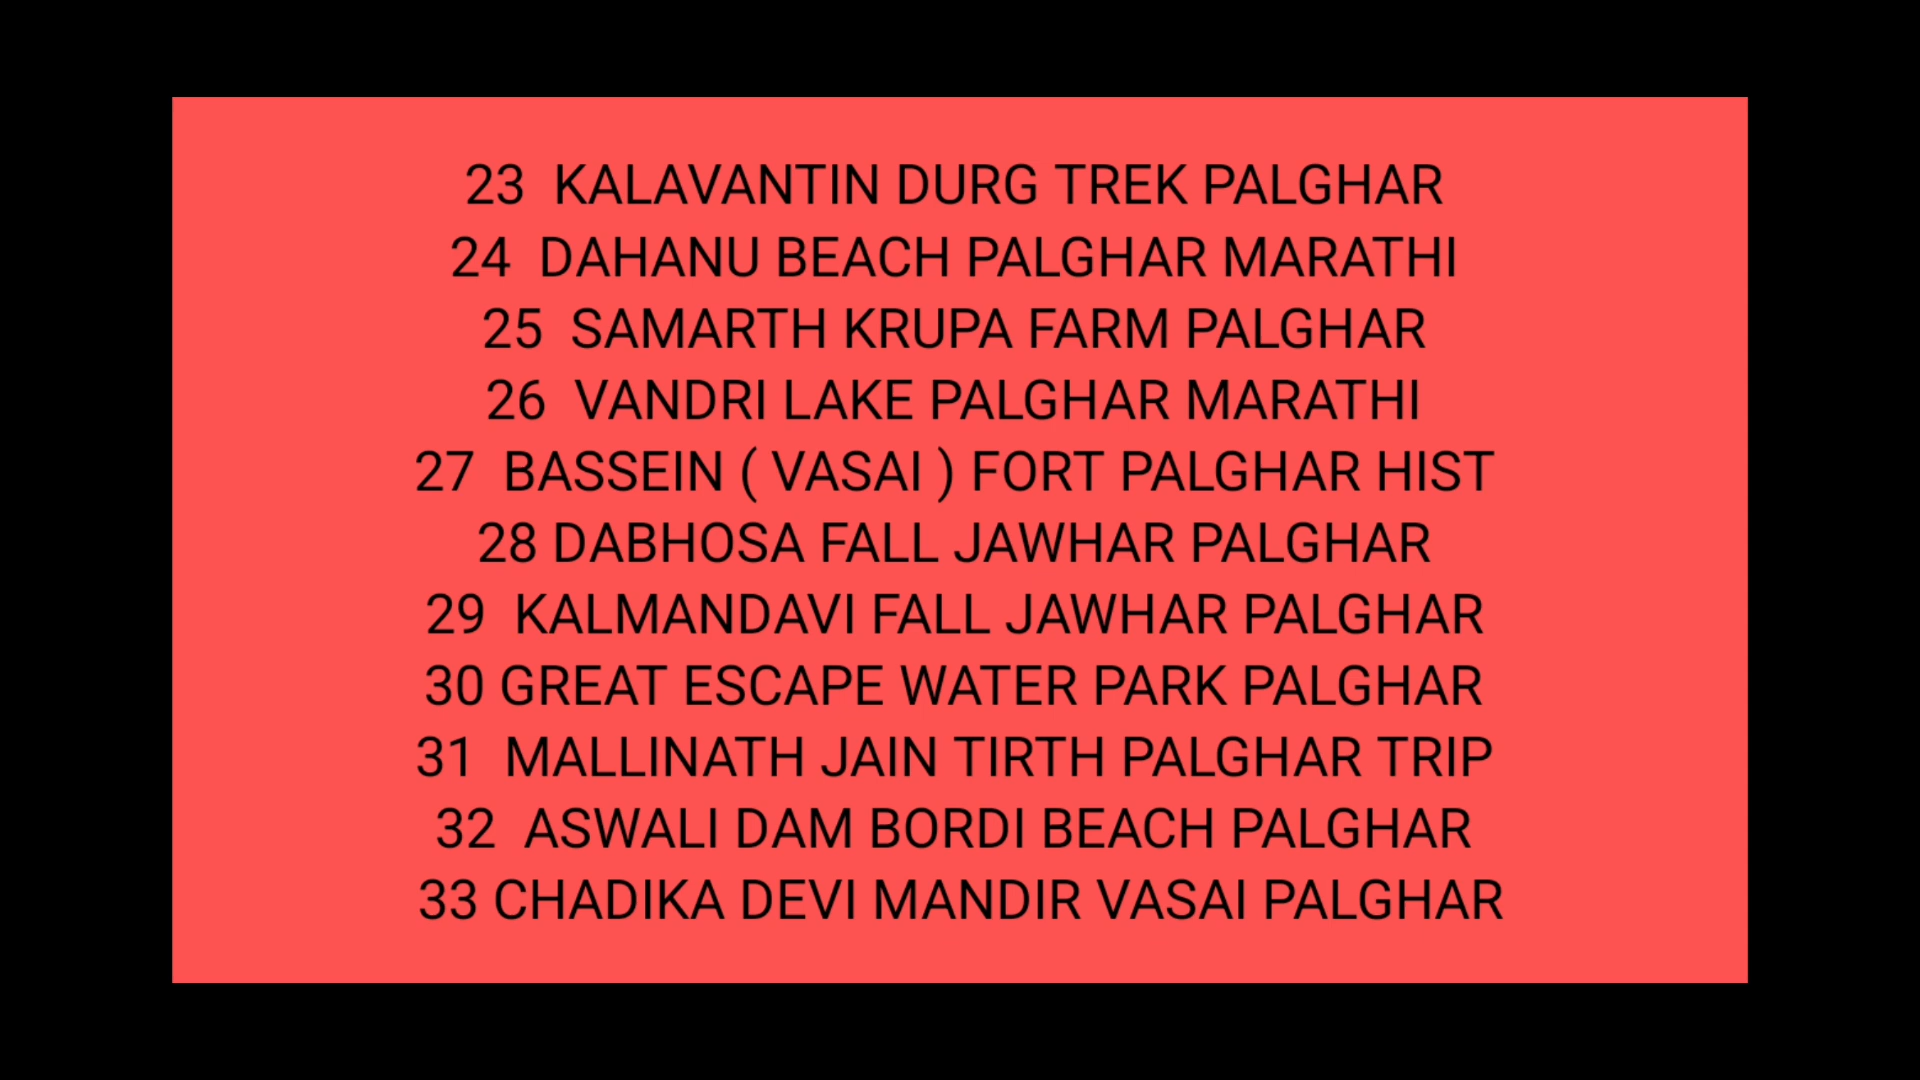 23  KALAVANTIN DURG TREK PALGHAR
24  DAHANU BEACH PALGHAR MARATHI
25  SAMARTH KRUPA FARM PALGHAR
26  VANDRI LAKE PALGHAR MARATHI
27  BASSEIN ( VASAI ) FORT PALGHAR HIST
28 DABHOSA FALL JAWHAR PALGHAR
29  KALMANDAVI FALL JAWHAR PALGHAR
30 GREAT ESCAPE WATER PARK PALGHAR
31  MALLINATH JAIN TIRTH PALGHAR TRIP
32  ASWALI DAM BORDI BEACH PALGHAR
33 CHADIKA DEVI MANDIR VASAI PALGHAR